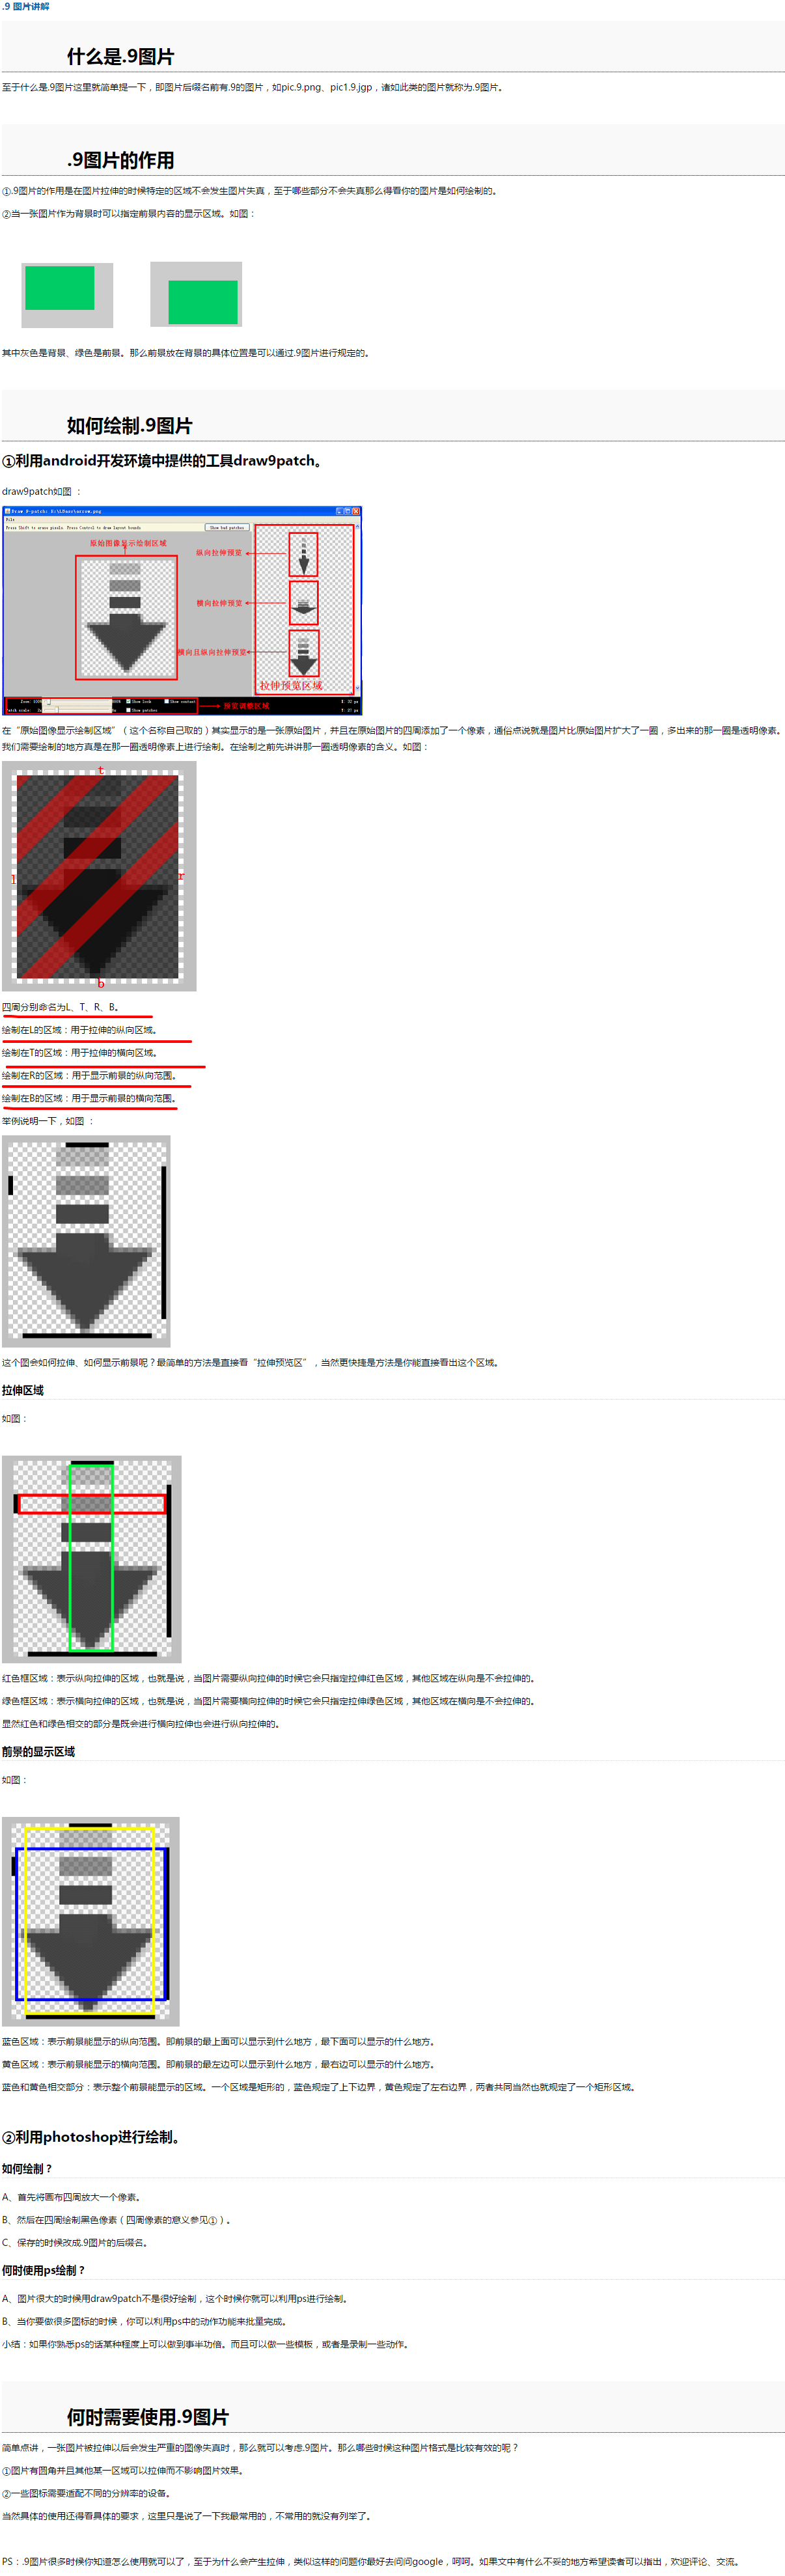 .9 图片讲解
什么是.9图片
至于什么是.9图片这里就简单提一下，即图片后缀名前有.9的图片，如pic.9.png、pic1.9.jgp，诸如此类的图片就称为.9图片。
.9图片的作用
①.9图片的作用是在图片拉伸的时候特定的区域不会发生图片失真，至于哪些部分不会失真那么得看你的图片是如何绘制的。
②当一张图片作为背景时可以指定前景内容的显示区域。如图：
其中灰色是背景、绿色是前景。那么前景放在背景的具体位置是可以通过.9图片进行规定的。
如何绘制.9图片
①利用android开发环境中提供的工具draw9patch。
draw9patch如图 ：
File
Press Shift to erase pixels. Press Control to draw layout bounds
Show bad patches
原始图像显示绘制区域
纵向拉伸预览
横向拉伸预览
横向且纵向拉伸预览
拉伸预览区域
Show lock
Show content
Show patches
预览调整区域
在“原始图像显示绘制区域”（这个名称自己取的）其实显示的是一张原始图片，并且在原始图片的四周添加了一个像素，通俗点说就是图片比原始图片扩大了一圈，多出来的那一圈是透明像素。
我们需要绘制的地方真是在那一圈透明像素上进行绘制。在绘制之前先讲讲那一圈透明像素的含义。如图：
t
l
r
b
四周分别命名为L、T、R、B。
绘制在L的区域：用于拉伸的纵向区域。
绘制在T的区域：用于拉伸的横向区域。
绘制在R的区域：用于显示前景的纵向范围。
绘制在B的区域：用于显示前景的横向范围。
举例说明一下，如图 ：
这个图会如何拉伸、如何显示前景呢？最简单的方法是直接看“拉伸预览区”，当然更快捷是方法是你能直接看出这个区域。
拉伸区域
如图：
红色框区域：表示纵向拉伸的区域，也就是说，当图片需要纵向拉伸的时候它会只指定拉伸红色区域，其他区域在纵向是不会拉伸的。
绿色框区域：表示横向拉伸的区域，也就是说，当图片需要横向拉伸的时候它会只指定拉伸绿色区域，其他区域在横向是不会拉伸的。
显然红色和绿色相交的部分是既会进行横向拉伸也会进行纵向拉伸的。
前景的显示区域
如图：
蓝色区域：表示前景能显示的纵向范围。即前景的最上面可以显示到什么地方，最下面可以显示的什么地方。
黄色区域：表示前景能显示的横向范围。即前景的最左边可以显示到什么地方，最右边可以显示的什么地方。
蓝色和黄色相交部分：表示整个前景能显示的区域。一个区域是矩形的，蓝色规定了上下边界，黄色规定了左右边界，两者共同当然也就规定了一个矩形区域。
②利用photoshop进行绘制。
如何绘制？
A、首先将画布四周放大一个像素。
B、然后在四周绘制黑色像素（四周像素的意义参见①）。
C、保存的时候改成.9图片的后缀名。
何时使用ps绘制？
A、图片很大的时候用draw9patch不是很好绘制，这个时候你就可以利用ps进行绘制。
B、当你要做很多图标的时候，你可以利用ps中的动作功能来批量完成。
小结：如果你熟悉ps的话某种程度上可以做到事半功倍。而且可以做一些模板，或者是录制一些动作。
何时需要使用.9图片
简单点讲，一张图片被拉伸以后会发生严重的图像失真时，那么就可以考虑.9图片。那么哪些时候这种图片格式是比较有效的呢？
①图片有圆角并且其他某一区域可以拉伸而不影响图片效果。
②一些图标需要适配不同的分辨率的设备。
当然具体的使用还得看具体的要求，这里只是说了一下我最常用的，不常用的就没有列举了。
PS：.9图片很多时候你知道怎么使用就可以了，至于为什么会产生拉伸，类似这样的问题你最好去问问google，呵呵。如果文中有什么不妥的地方希望读者可以指出，欢迎评论、交流。